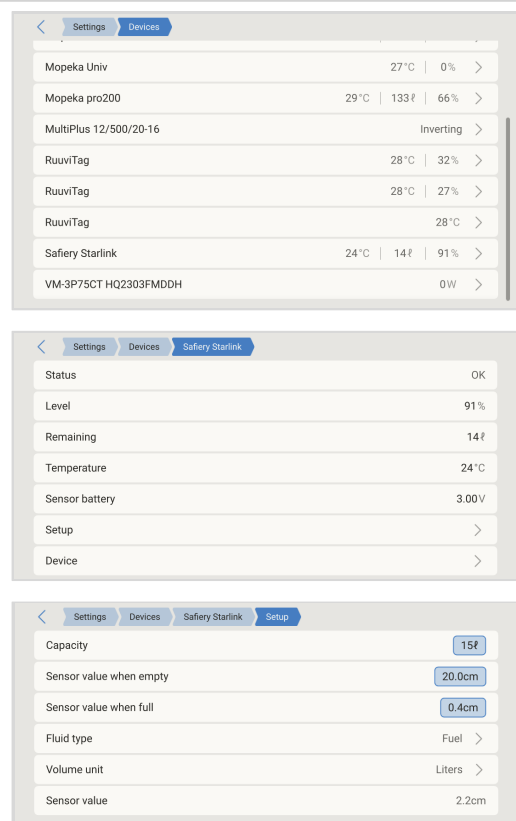 Settings Devices
Mopeka Univ 27°C 0%
Mopeka pro200 29°C 133ℓ 66%
MultiPlus 12/500/20-16 Inverting
RuuviTag 28°C 32%
RuuviTag 28°C 27%
RuuviTag 28°C
Safiery Starlink 24°C 14ℓ 91%
VM-3P75CT HQ2303FMDDH 0W
Settings Devices Safiery Starlink
Status OK
Level 91%
Remaining 14ℓ
Temperature 24°C
Sensor battery 3.00V
Setup
Device
Settings Devices Safiery Starlink Setup
Capacity 15ℓ
Sensor value when empty 20.0cm
Sensor value when full 0.4cm
Fluid type Fuel
Volume unit Liters
Sensor value 2.2cm